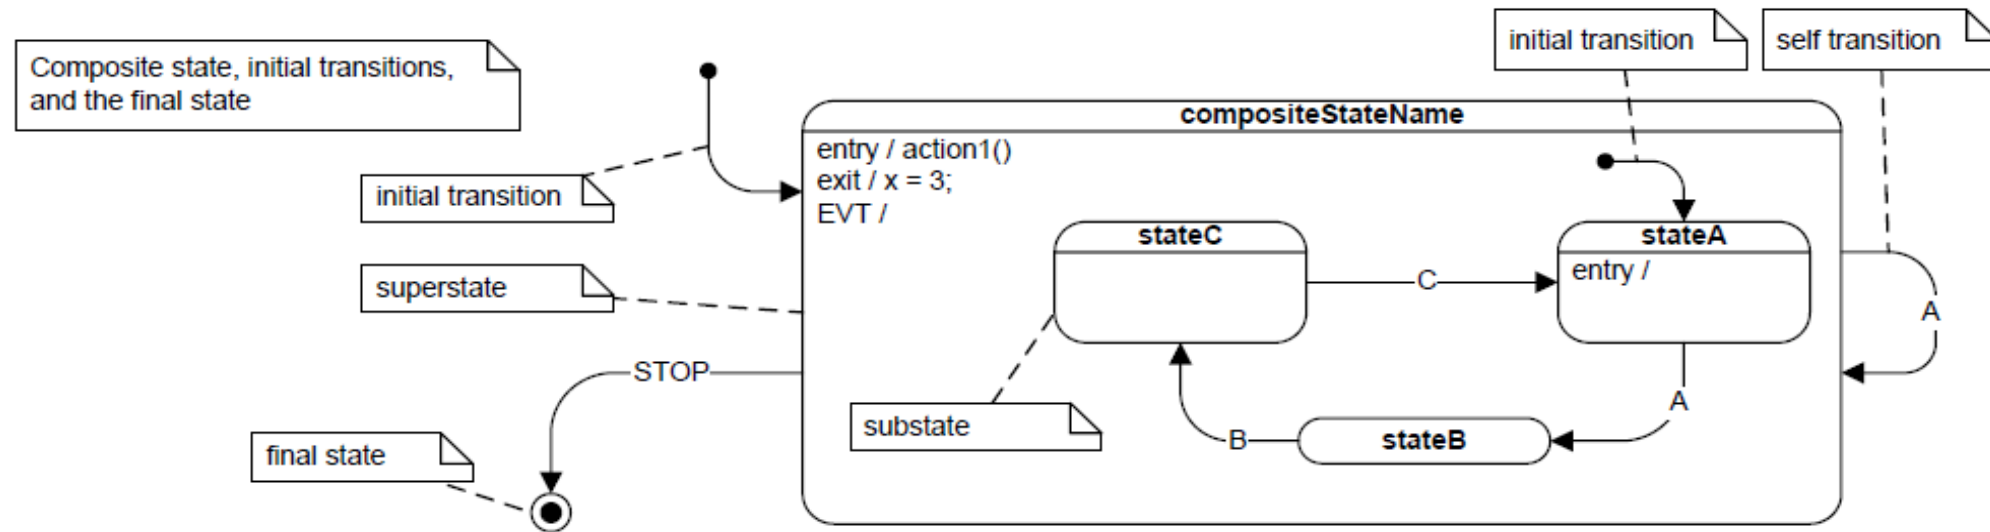 initial transition
self transition
Composite state, initial transitions,
and the final state
compositeStateName
entry / action1()
exit / x = 3;
EVT /
initial transition
stateC
stateA
entry /
superstate
C
A
STOP
A
substate
B
stateB
final state